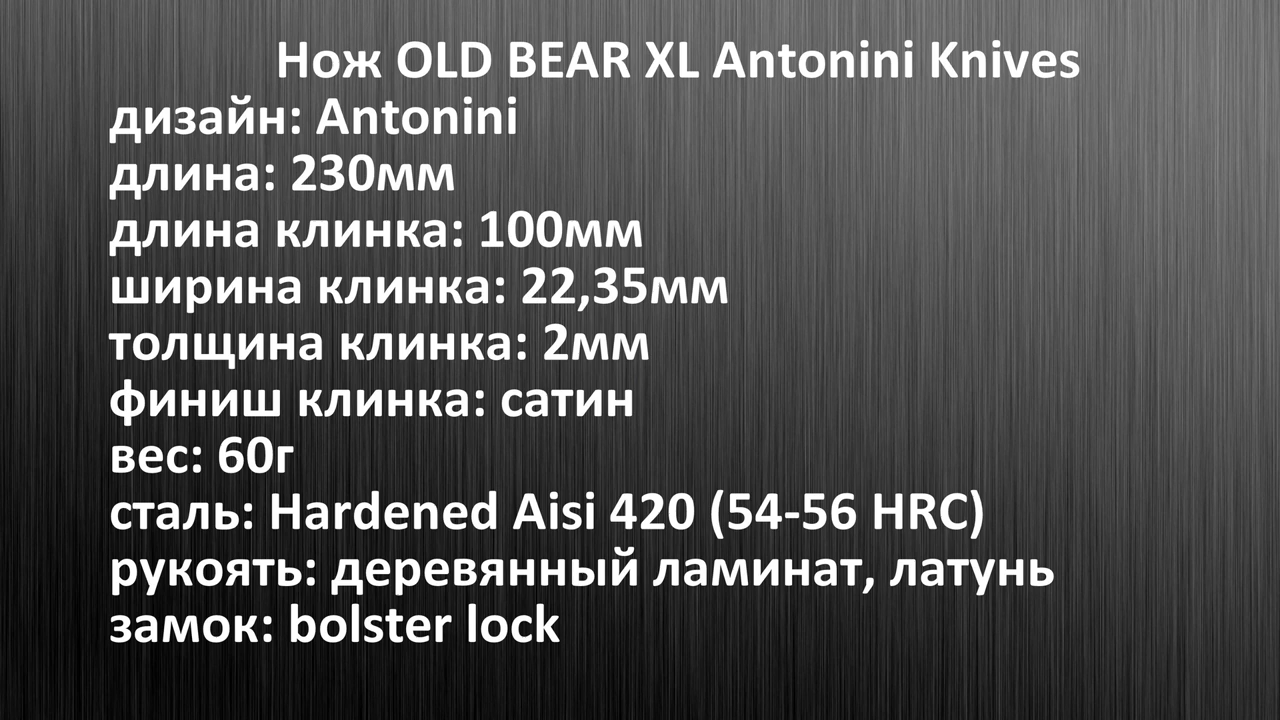 Нож OLD BEAR XL Antonini Knives
дизайн: Antonini
длина: 230мм
длина клинка: 100мм
ширина клинка: 22,35мм
толщина клинка: 2мм
финиш клинка: сатин
вес: 60г
сталь: Hardened Aisi 420 (54-56 HRC)
рукоять: деревянный ламинат, латунь
замок: bolster lock